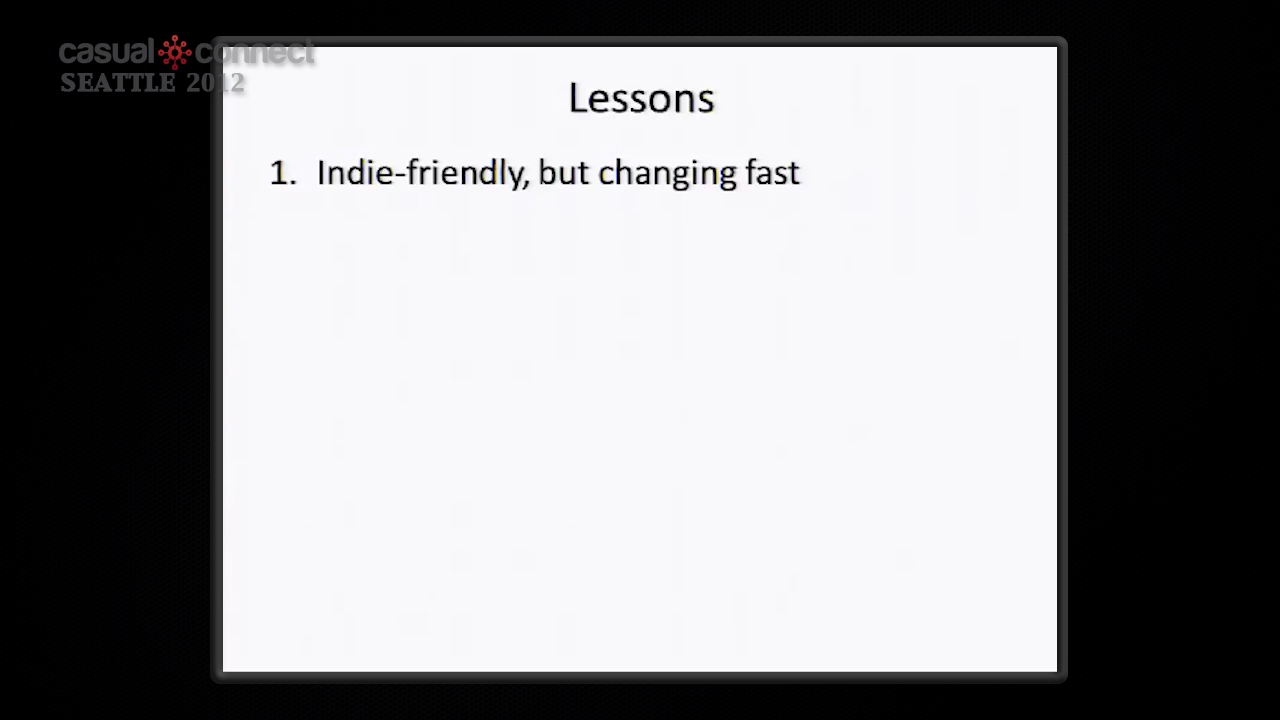 casual connect
SEATTLE 2012
Lessons
1. Indie-friendly, but changing fast